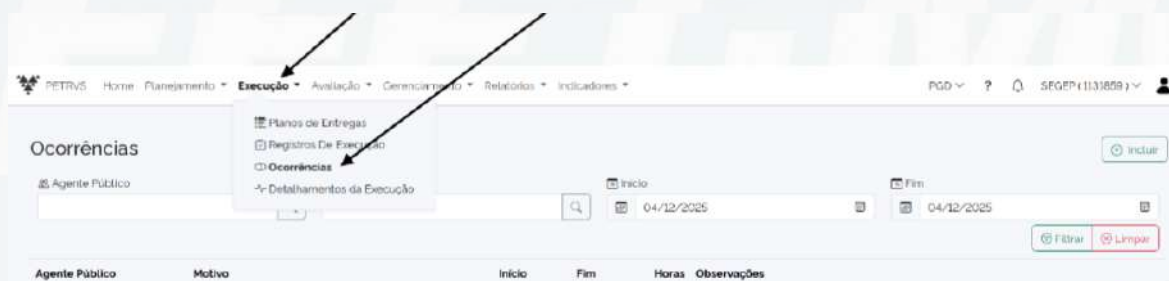 PETRVS Home Planejamento Execução Avaliação Gerenciamento Relatórios Indicadores PGD ? SEGEP (1131859)
Planos de Entregas
Registros De Execução
Ocorrências
Detalhamentos da Execução
Ocorrências
Incluir
Agente Público Início Fim
04/12/2025 04/12/2025
Filtrar Limpar
Agente Público Motivo Início Fim Horas Observações